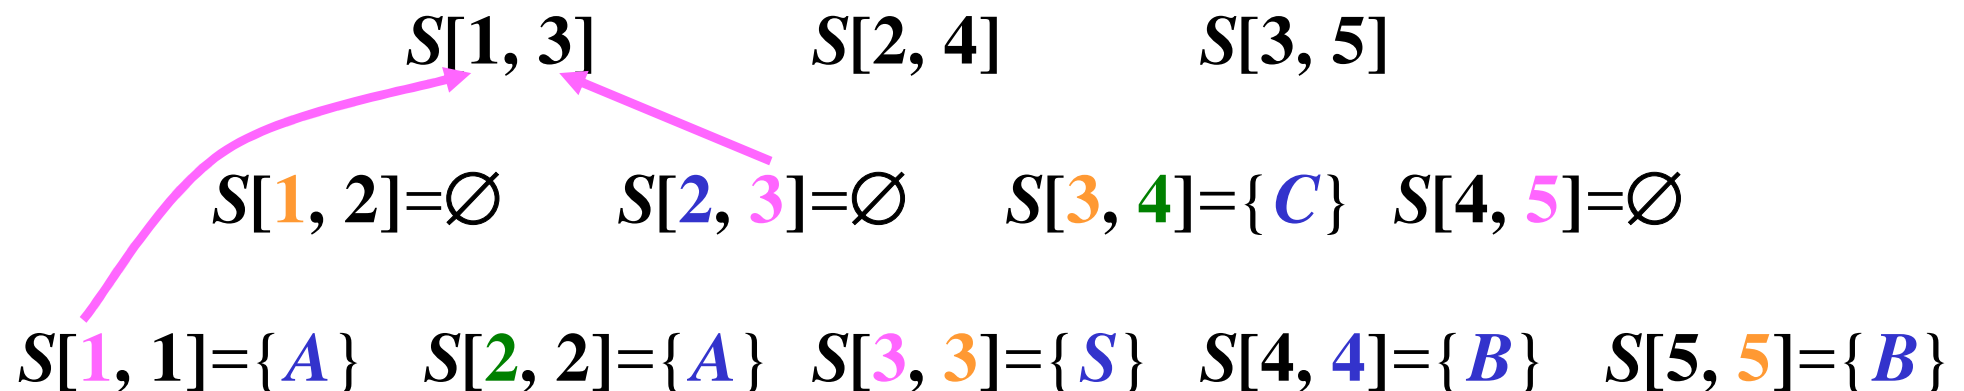 S[1, 3] S[2, 4] S[3, 5]
S[1, 2]=∅ S[2, 3]=∅ S[3, 4]={C} S[4, 5]=∅
S[1, 1]={A} S[2, 2]={A} S[3, 3]={S} S[4, 4]={B} S[5, 5]={B}